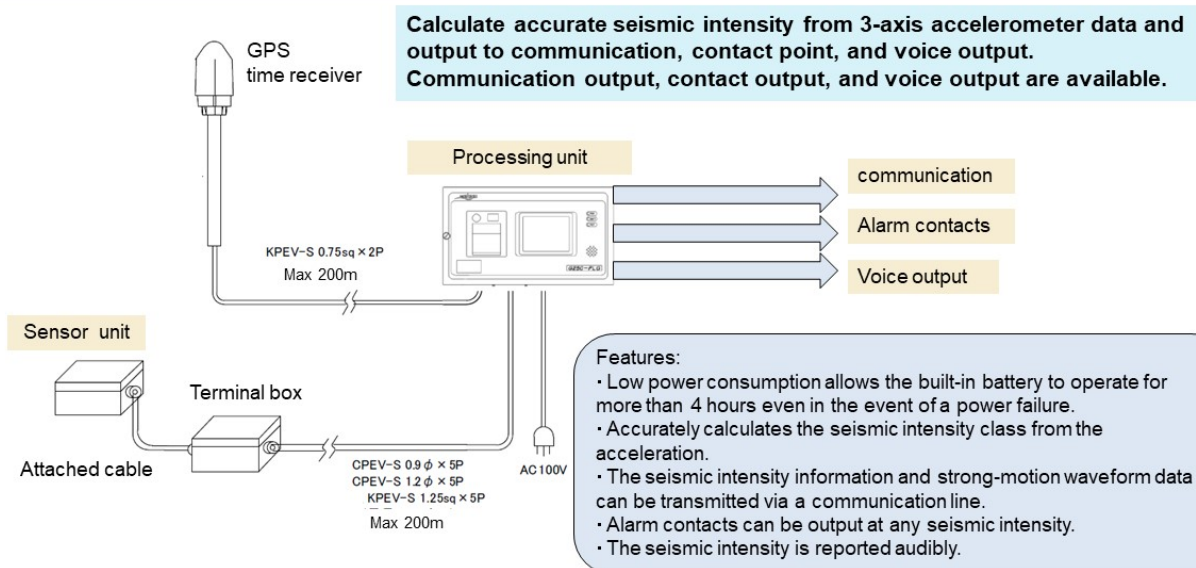 Calculate accurate seismic intensity from 3-axis accelerometer data and
output to communication, contact point, and voice output.
Communication output, contact output, and voice output are available.
GPS
time receiver
Processing unit
communication
Alarm contacts
Voice output
KPEV-S 0.75sq × 2P
Max 200m
Sensor unit
Terminal box
Attached cable
CPEV-S 0.9 φ × 5P
CPEV-S 1.2 φ × 5P
KPEV-S 1.25sq × 5P
Max 200m
AC100V
Features:
・Low power consumption allows the built-in battery to operate for
more than 4 hours even in the event of a power failure.
・Accurately calculates the seismic intensity class from the
acceleration.
・The seismic intensity information and strong-motion waveform data
can be transmitted via a communication line.
・Alarm contacts can be output at any seismic intensity.
・The seismic intensity is reported audibly.